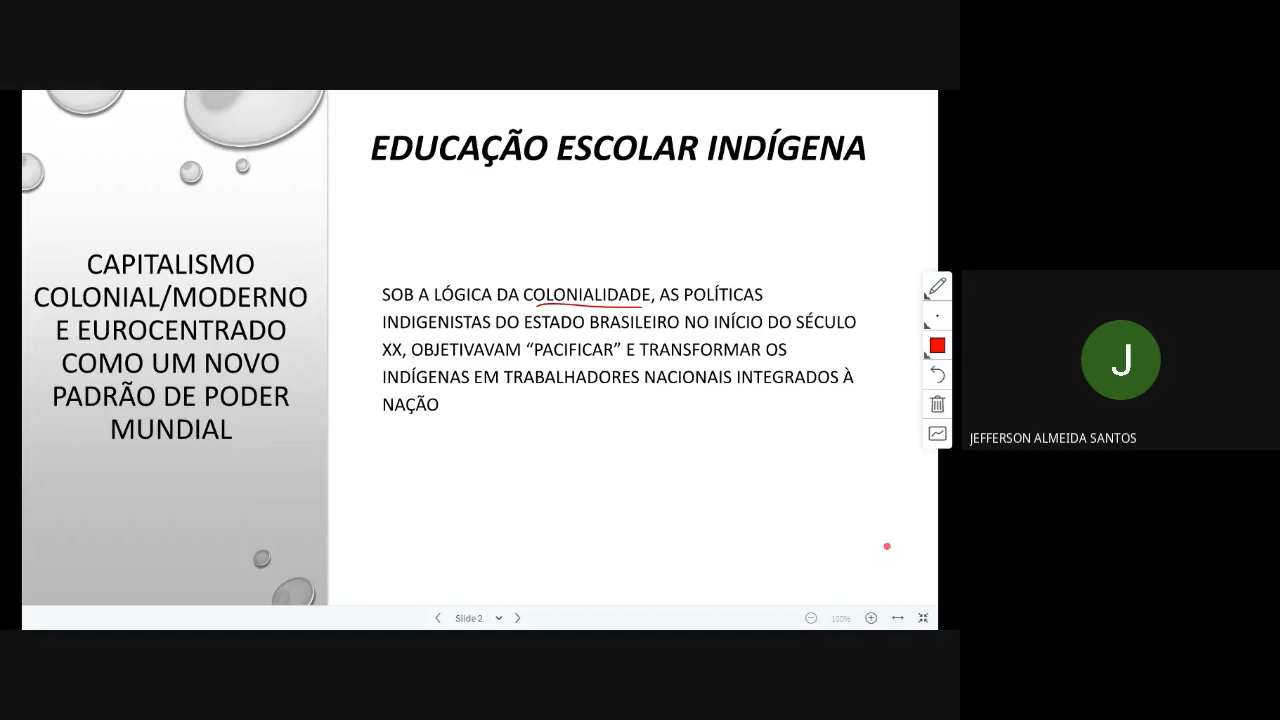 CAPITALISMO
COLONIAL/MODERNO
E EUROCENTRADO
COMO UM NOVO
PADRÃO DE PODER
MUNDIAL
EDUCAÇÃO ESCOLAR INDÍGENA
SOB A LÓGICA DA COLONIALIDADE, AS POLÍTICAS
INDIGENISTAS DO ESTADO BRASILEIRO NO INÍCIO DO SÉCULO
XX, OBJETIVAVAM “PACIFICAR” E TRANSFORMAR OS
INDÍGENAS EM TRABALHADORES NACIONAIS INTEGRADOS À
NAÇÃO
Slide 2
100%
J
JEFFERSON ALMEIDA SANTOS